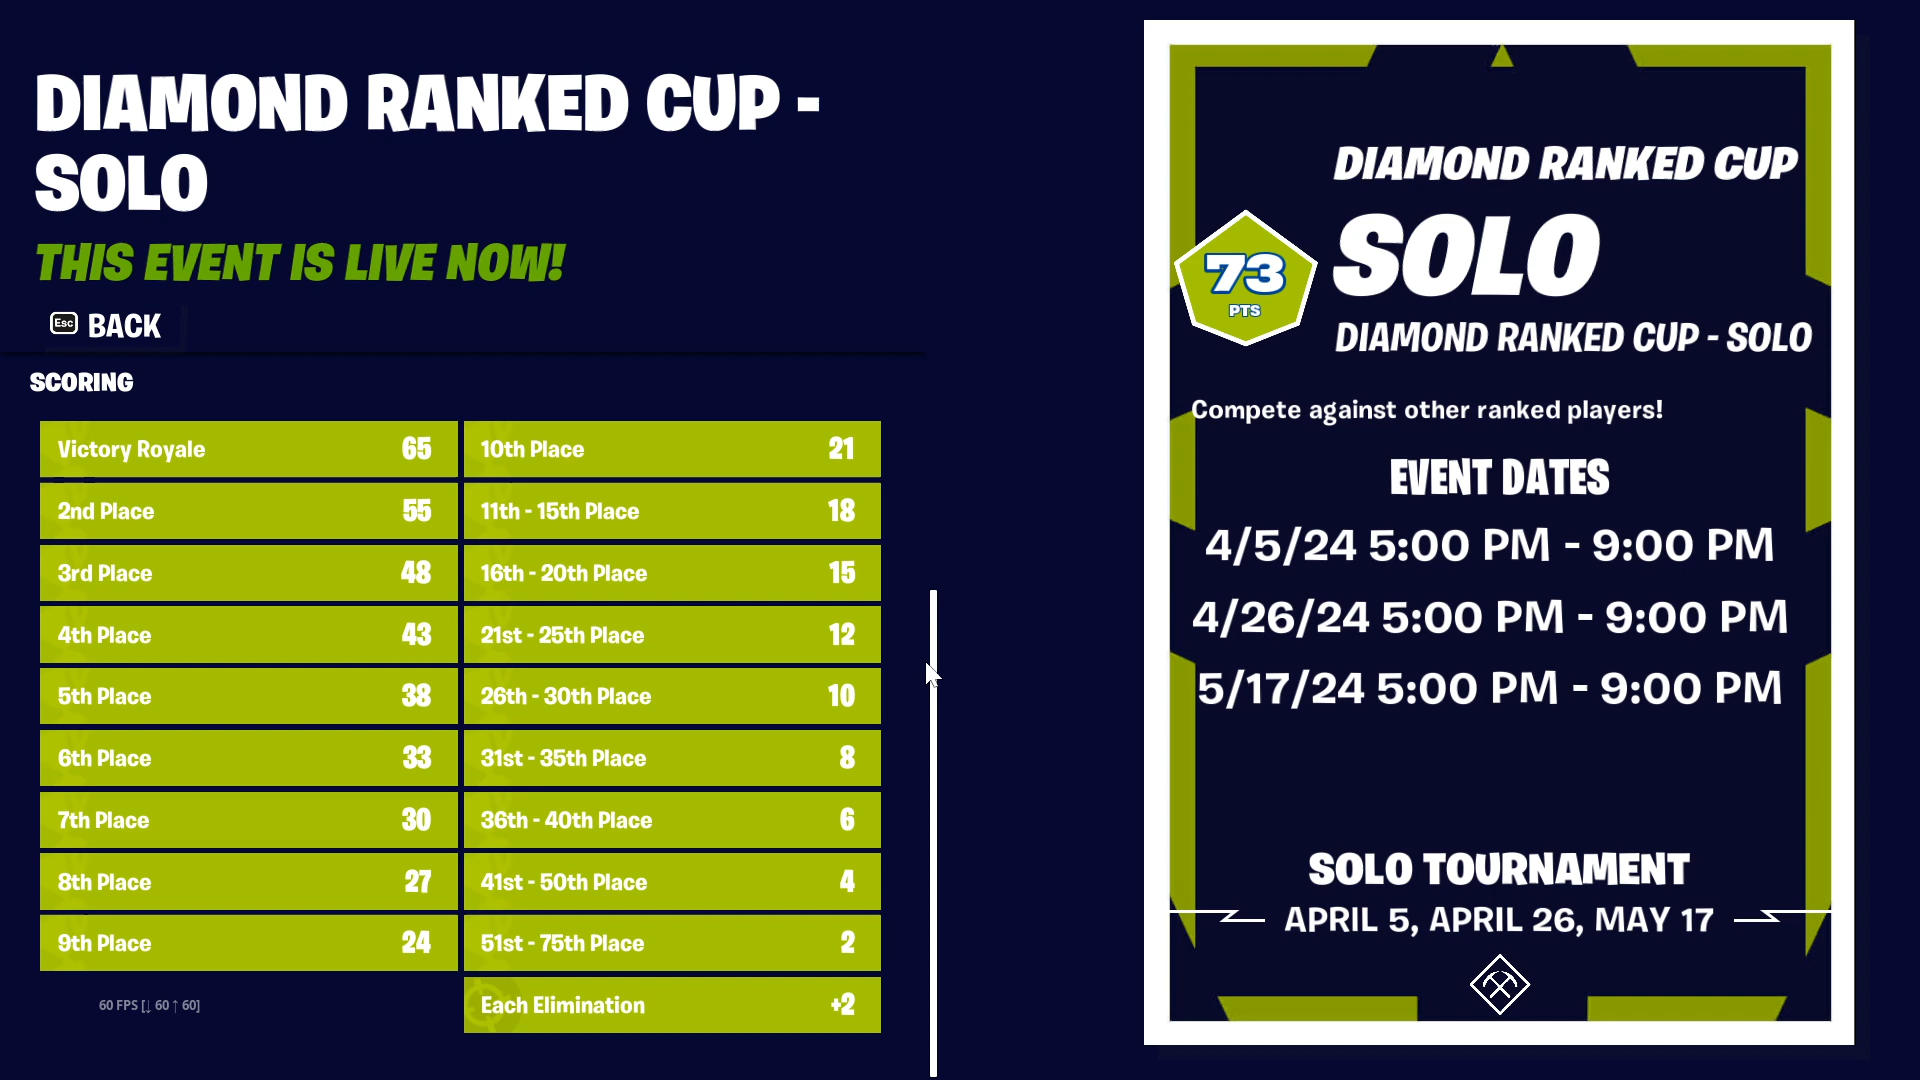 DIAMOND RANKED CUP -
SOLO
THIS EVENT IS LIVE NOW!
Esc BACK
SCORING
Victory Royale 65
2nd Place 55
3rd Place 48
4th Place 43
5th Place 38
6th Place 33
7th Place 30
8th Place 27
9th Place 24
10th Place 21
11th - 15th Place 18
16th - 20th Place 15
21st - 25th Place 12
26th - 30th Place 10
31st - 35th Place 8
36th - 40th Place 6
41st - 50th Place 4
51st - 75th Place 2
Each Elimination +2
60 FPS [↓ 60 ↑ 60]
DIAMOND RANKED CUP
SOLO
73
PTS
DIAMOND RANKED CUP - SOLO
Compete against other ranked players!
EVENT DATES
4/5/24 5:00 PM - 9:00 PM
4/26/24 5:00 PM - 9:00 PM
5/17/24 5:00 PM - 9:00 PM
SOLO TOURNAMENT
APRIL 5, APRIL 26, MAY 17